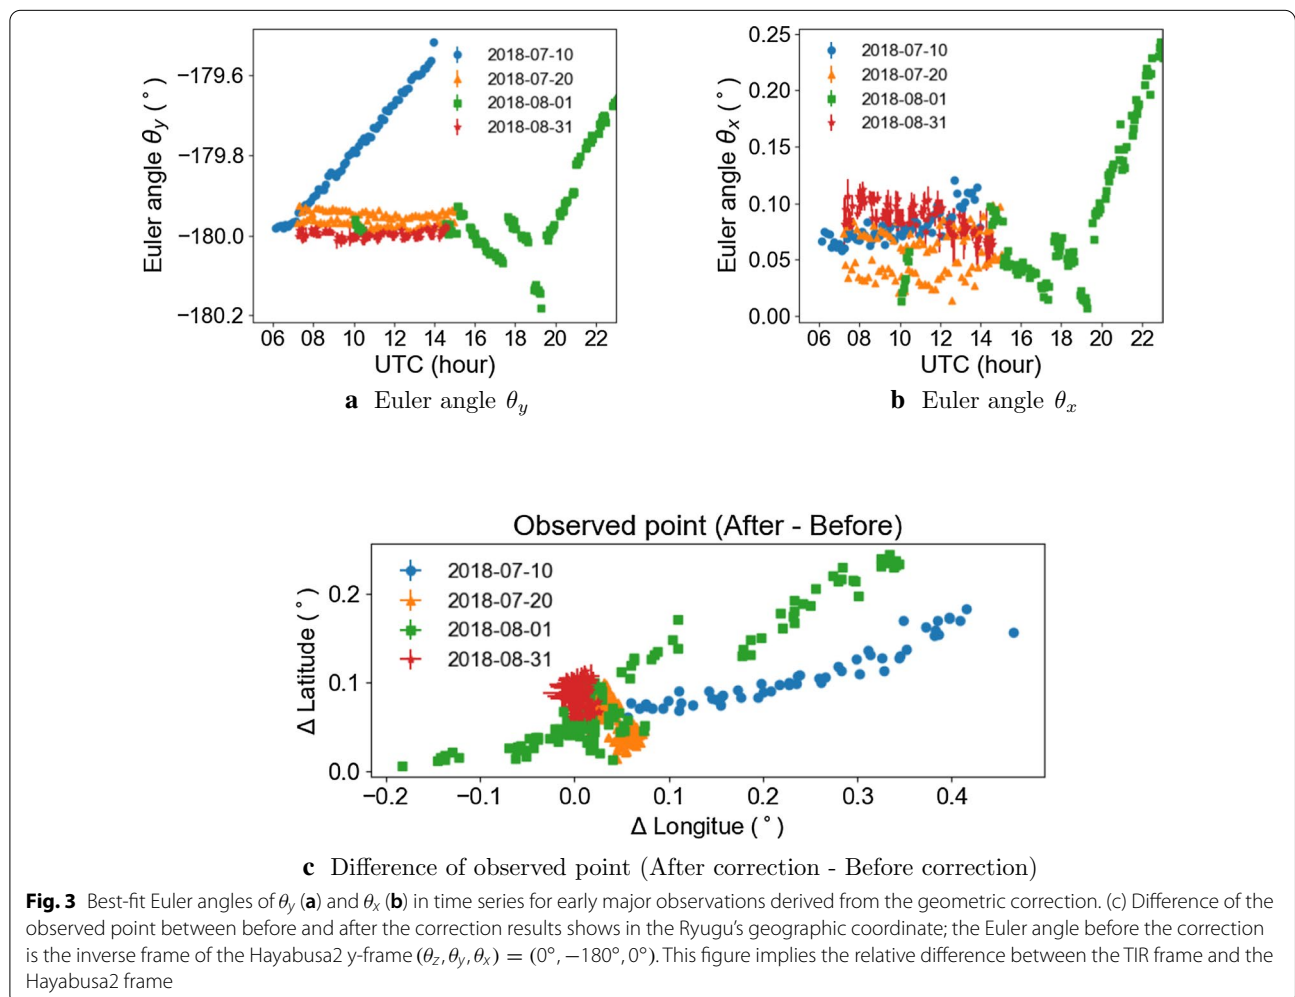 2018-07-10
2018-07-20
2018-08-01
2018-08-31
−179.6
−179.8
−180.0
−180.2
Euler angle θy (°)
06 08 10 12 14 16 18 20 22
UTC (hour)
a Euler angle θy
2018-07-10
2018-07-20
2018-08-01
2018-08-31
0.25
0.20
0.15
0.10
0.05
0.00
Euler angle θx (°)
06 08 10 12 14 16 18 20 22
UTC (hour)
b Euler angle θx
Observed point (After - Before)
2018-07-10
2018-07-20
2018-08-01
2018-08-31
0.2
0.1
0.0
Δ Latitude (°)
−0.2 −0.1 0.0 0.1 0.2 0.3 0.4
Δ Longitue (°)
c Difference of observed point (After correction - Before correction)
Fig. 3 Best-fit Euler angles of θy (a) and θx (b) in time series for early major observations derived from the geometric correction. (c) Difference of the
observed point between before and after the correction results shows in the Ryugu's geographic coordinate; the Euler angle before the correction
is the inverse frame of the Hayabusa2 y-frame (θz, θy, θx) = (0°, −180°, 0°). This figure implies the relative difference between the TIR frame and the
Hayabusa2 frame